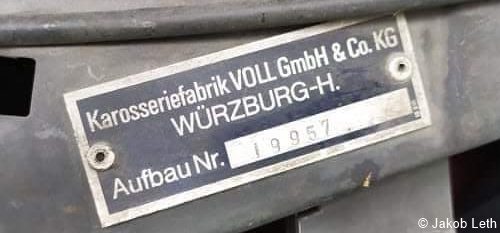 Karosseriefabrik VOLL GmbH & Co. KG
WÜRZBURG-H.
Aufbau Nr. 19957
© Jakob Leth